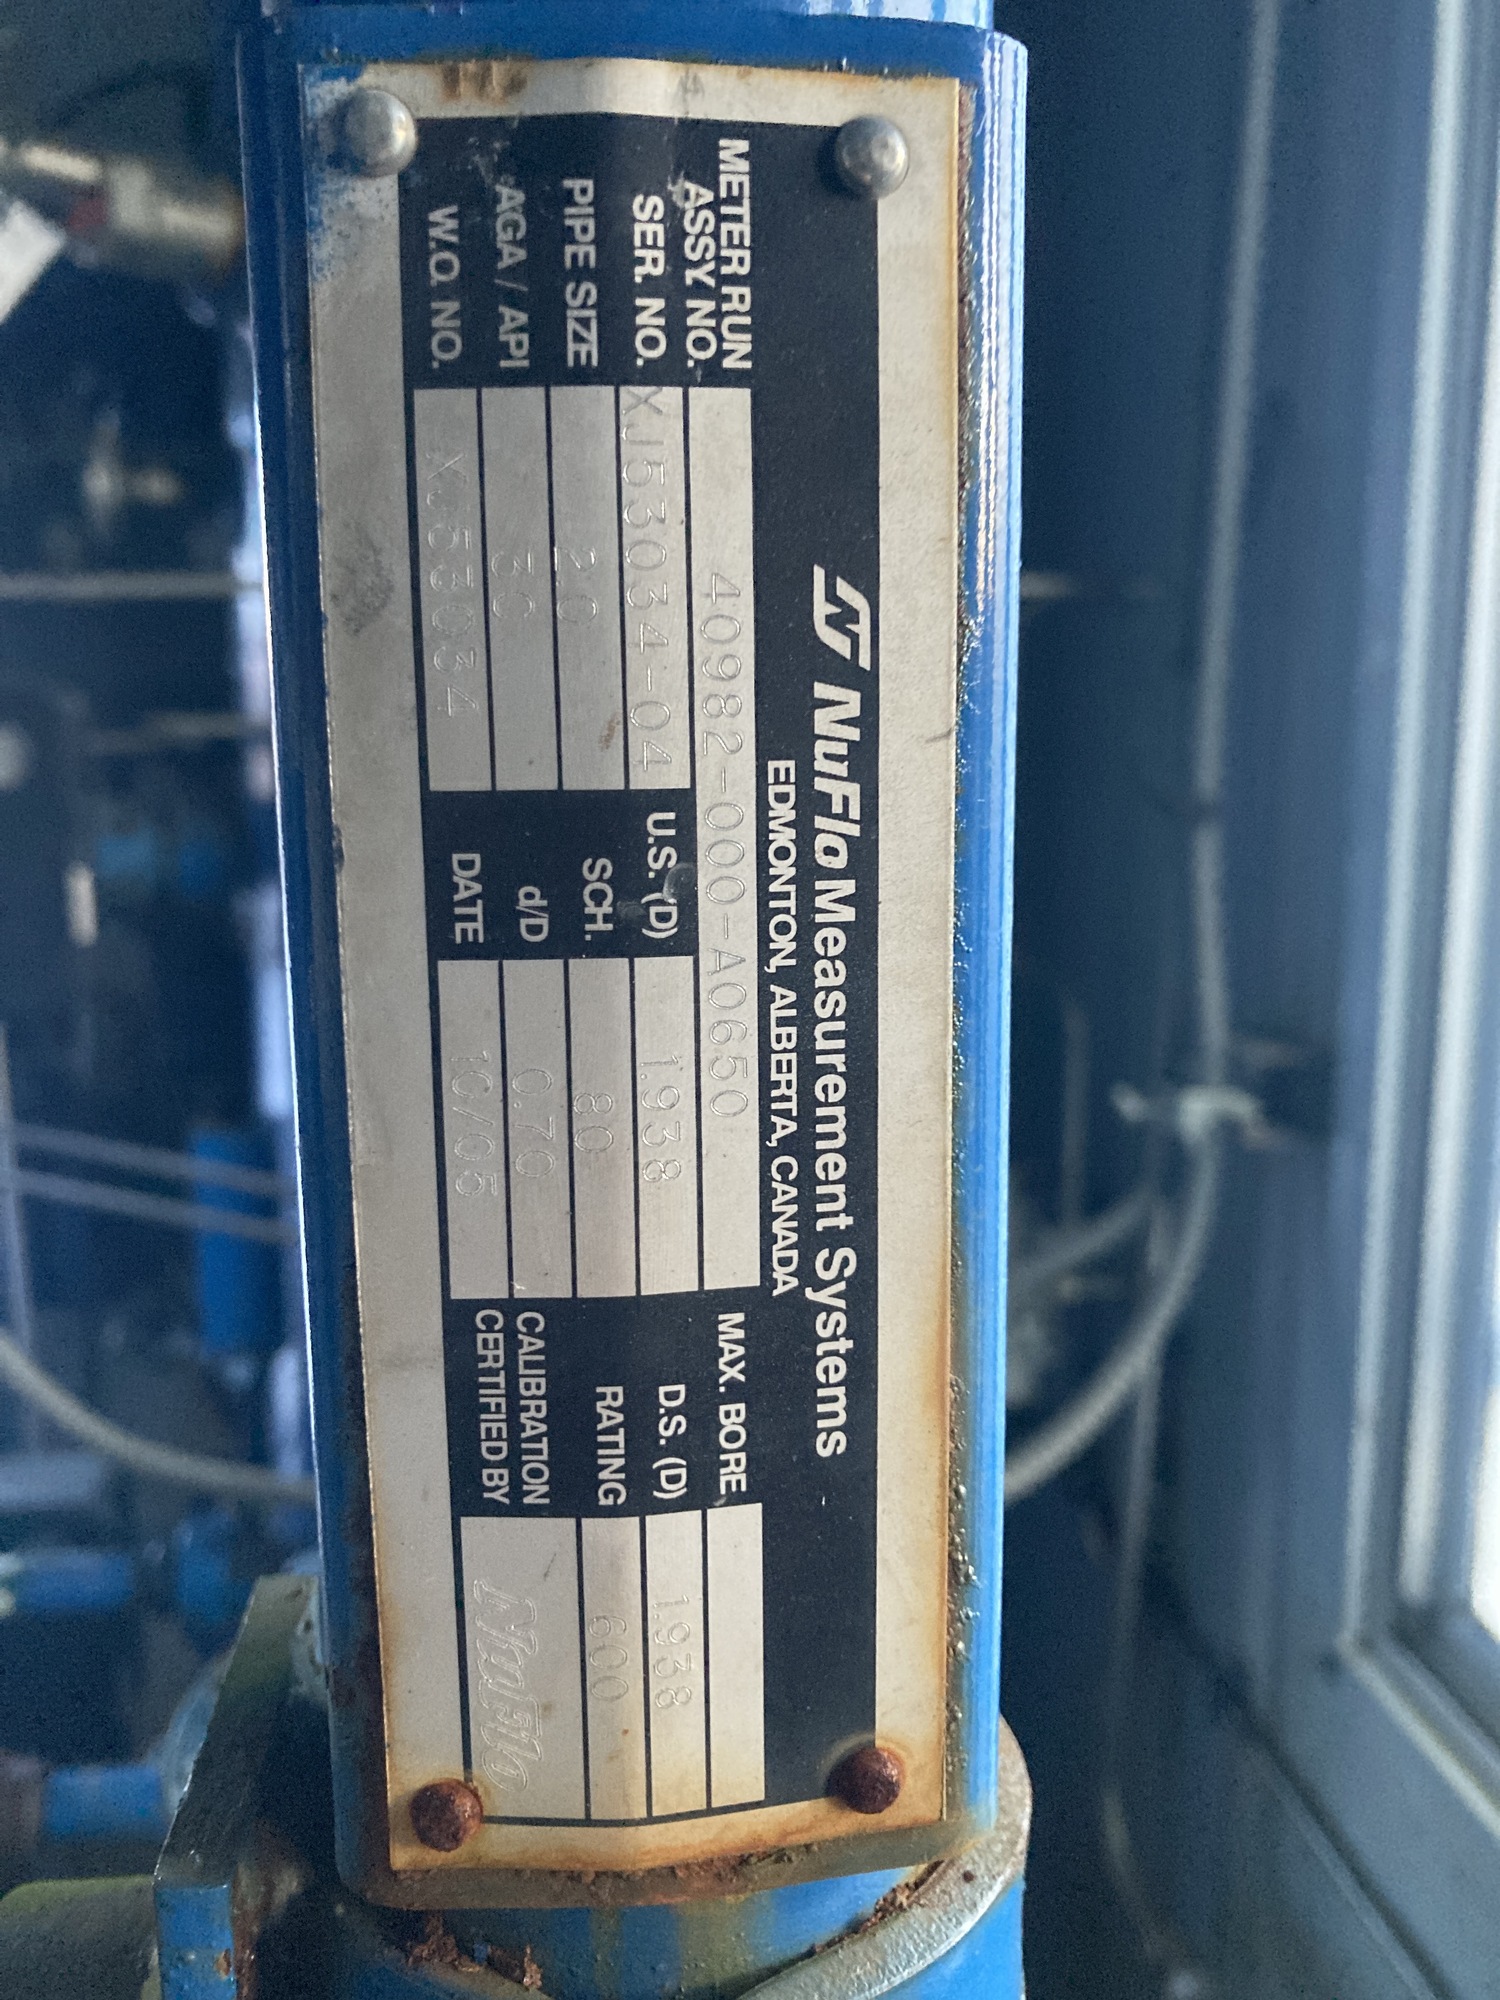 NuFlo Measurement Systems
EDMONTON, ALBERTA, CANADA
METER RUN
ASSY NO. 40982-000-A0650 MAX. BORE
SER. NO. XJ53034-04 U.S. (D) 1.938 D.S. (D) 1.938
PIPE SIZE 2.0 SCH. 80 RATING 600
AGA / API 30 d/D 0.70 CALIBRATION
W.O. NO. XJ53034 DATE 10/05 CERTIFIED BY NuFlo